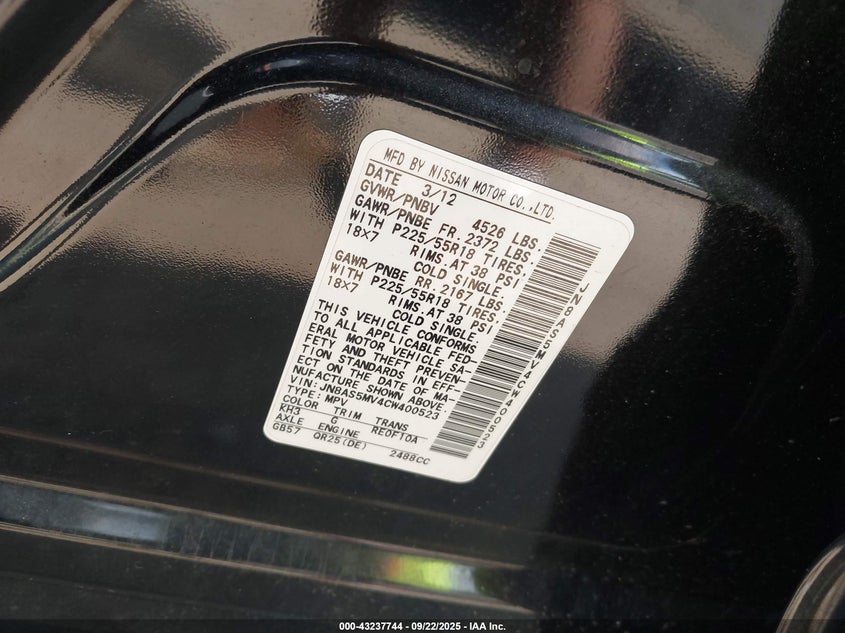 MFD BY NISSAN MOTOR CO.,LTD.
DATE 3/12
GVWR/PNBV 4526 LBS.
GAWR/PNBE FR. 2372 LBS.
WITH P225/55R18 TIRES.
18X7 RIMS. AT 38 PSI
COLD SINGLE.
GAWR/PNBE RR. 2167 LBS.
WITH P225/55R18 TIRES.
18X7 RIMS. AT 38 PSI
COLD SINGLE.
THIS VEHICLE CONFORMS
TO ALL APPLICABLE FED-
ERAL MOTOR VEHICLE SA-
FETY AND THEFT PREVEN-
TION STANDARDS IN EFF-
ECT ON THE DATE OF MA-
NUFACTURE SHOWN ABOVE.
VIN: JN8AS5MV4CW400523
TYPE: MPV
COLOR TRIM TRANS
KH3 G RE0F10A
AXLE ENGINE
GB57 QR25(DE) 2488CC
JN8AS5MV4CW400523
000-43237744 - 09/22/2025 - IAA Inc.